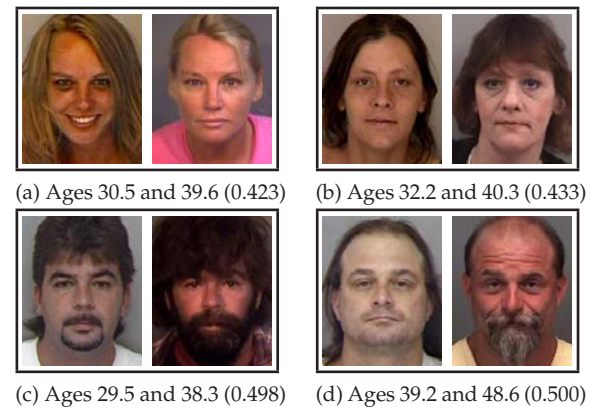 (a) Ages 30.5 and 39.6 (0.423)
(b) Ages 32.2 and 40.3 (0.433)
(c) Ages 29.5 and 38.3 (0.498)
(d) Ages 39.2 and 48.6 (0.500)